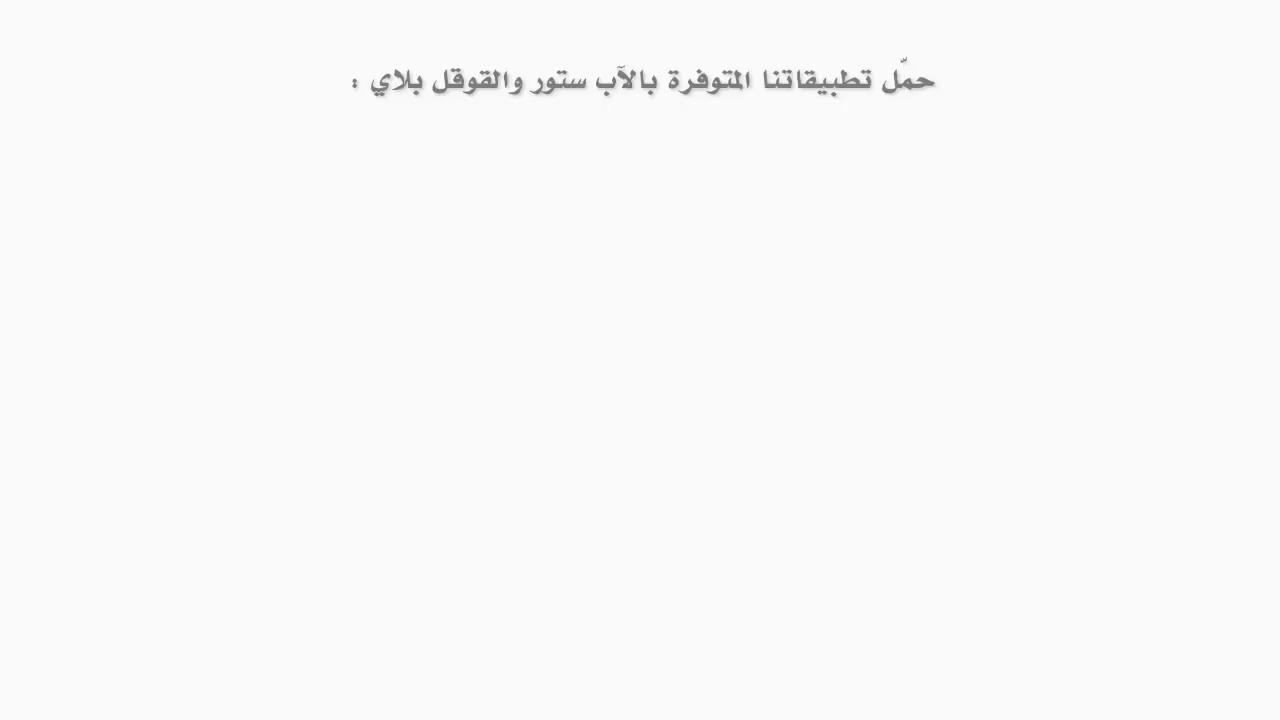 حمّل تطبيقاتنا المتوفرة بالآب ستور والقوقل بلاي :